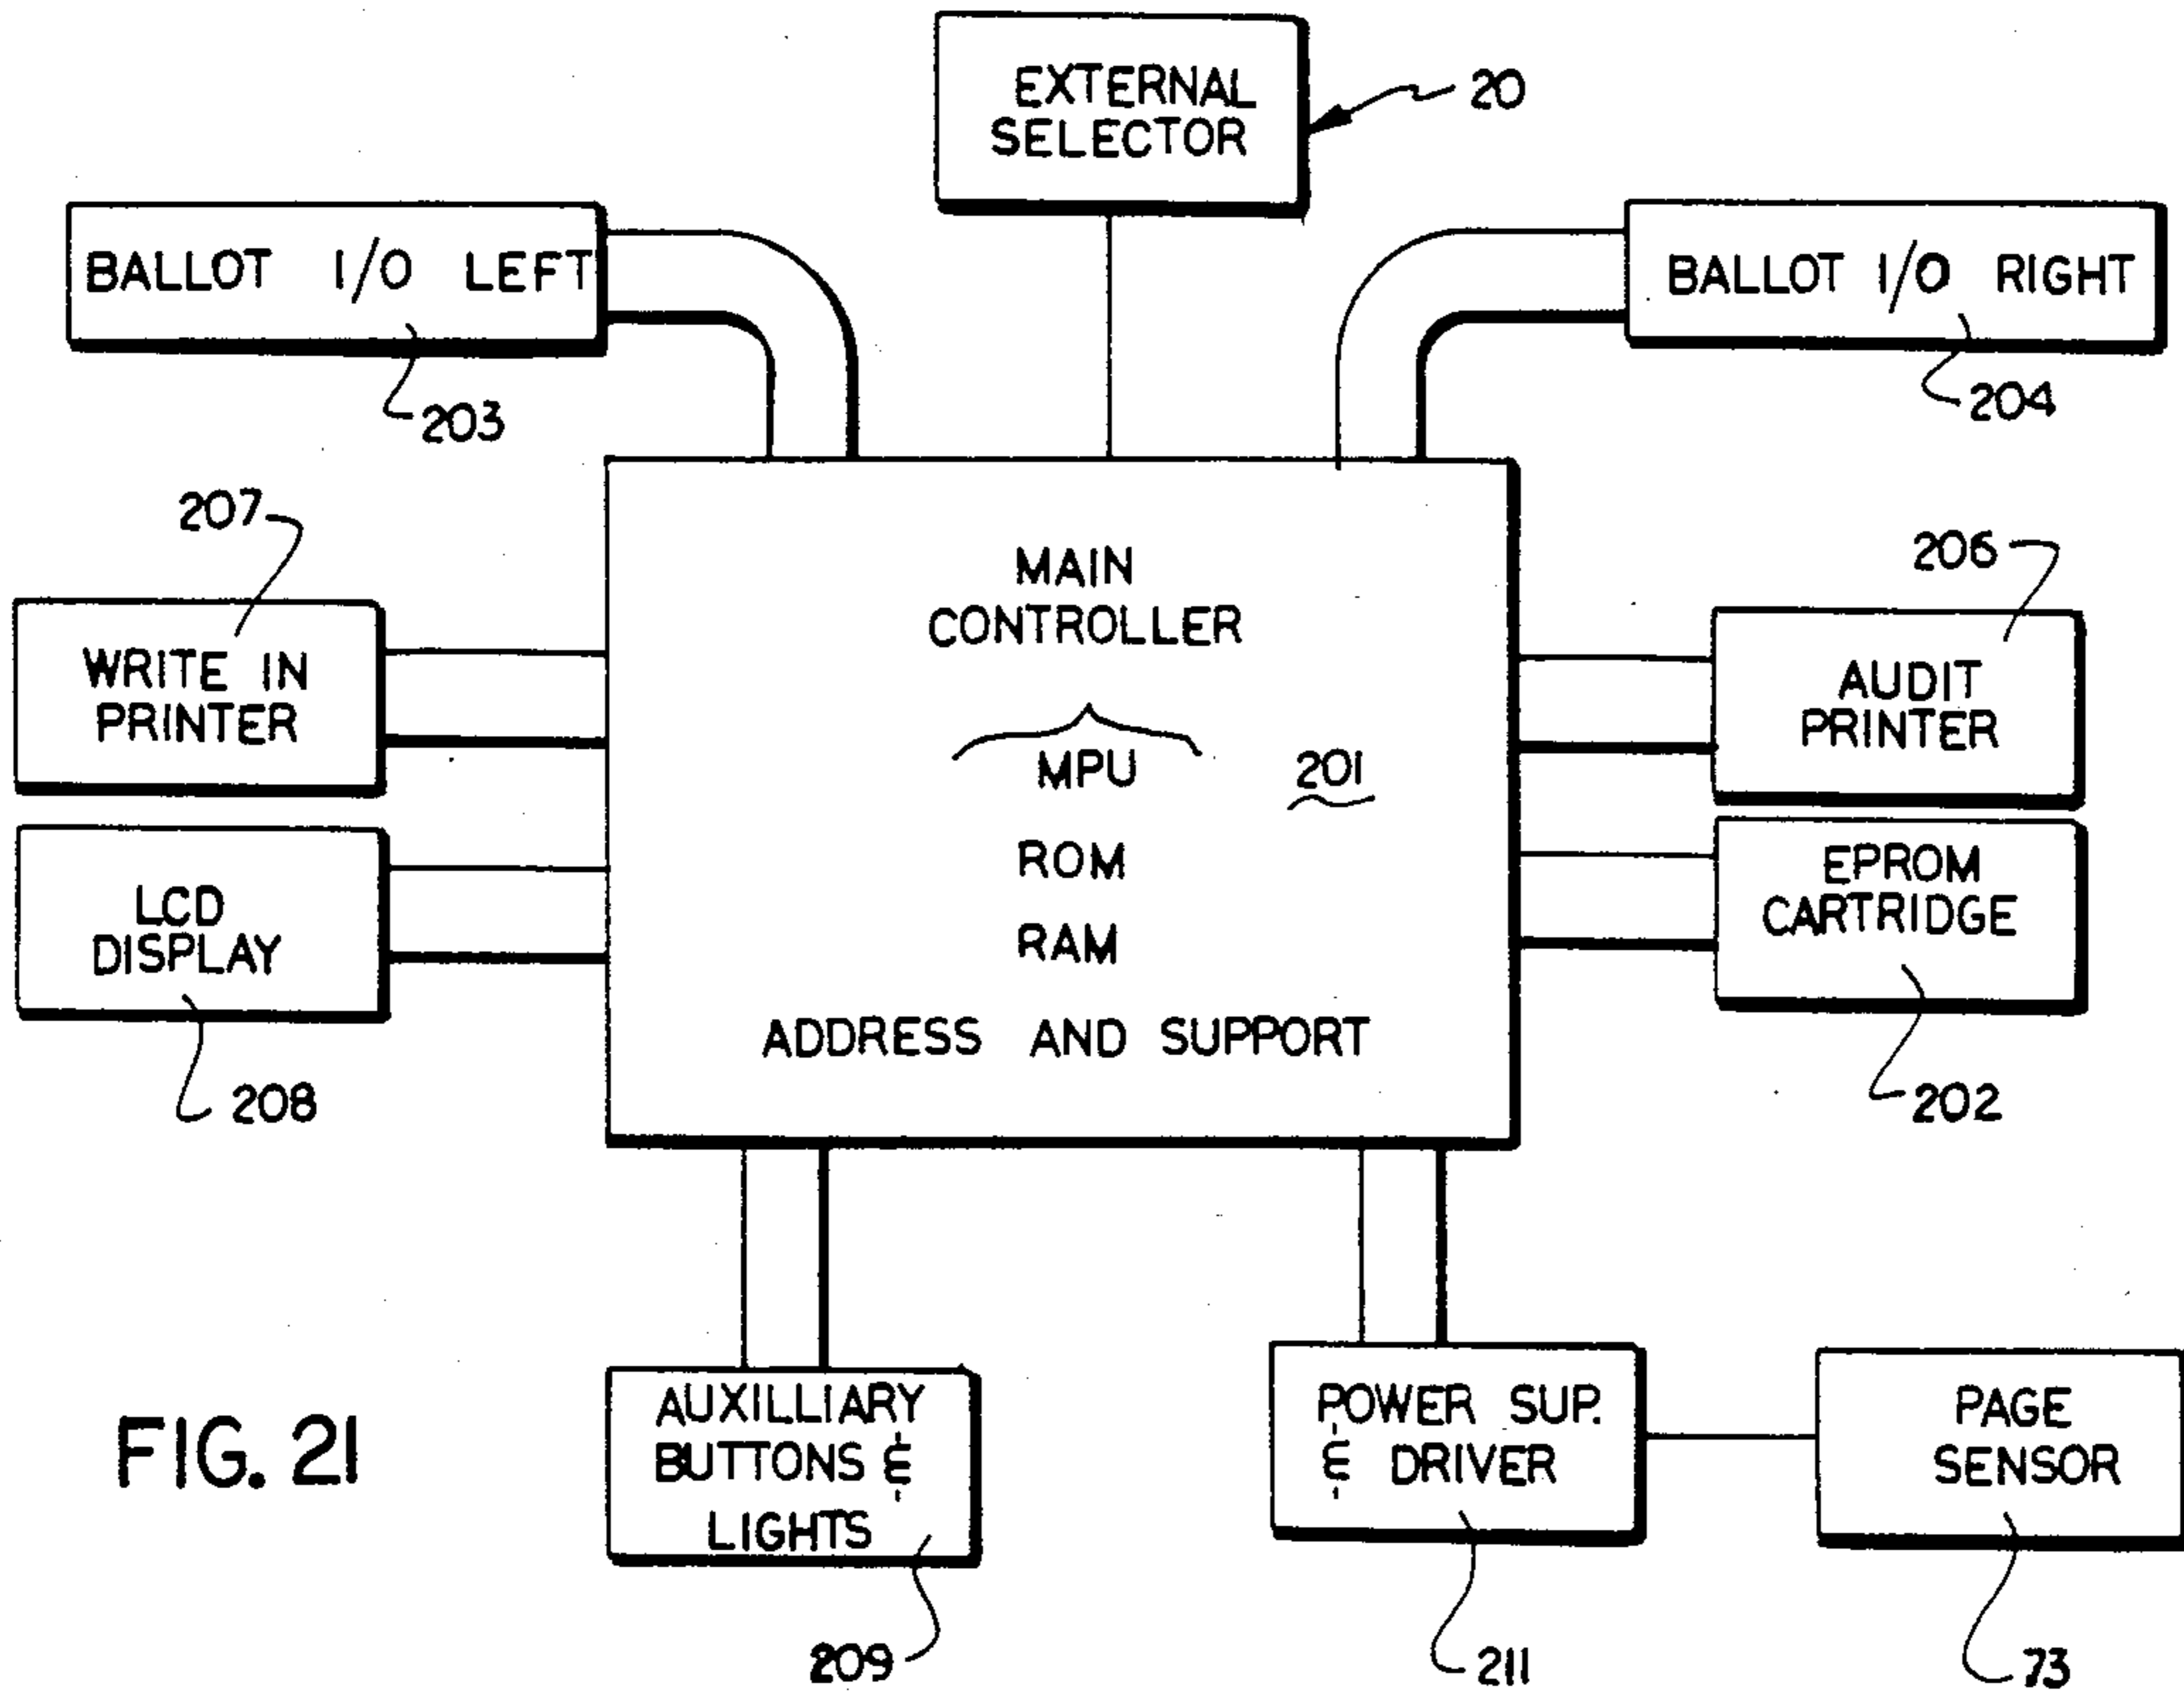 EXTERNAL
SELECTOR
20
BALLOT I/O LEFT
203
BALLOT I/O RIGHT
204
207
WRITE IN
PRINTER
MAIN
CONTROLLER
MPU
201
ROM
RAM
ADDRESS AND SUPPORT
206
AUDIT
PRINTER
LCD
DISPLAY
208
EPROM
CARTRIDGE
202
AUXILLIARY
BUTTONS &
LIGHTS
209
POWER SUP.
& DRIVER
211
PAGE
SENSOR
73
FIG. 21